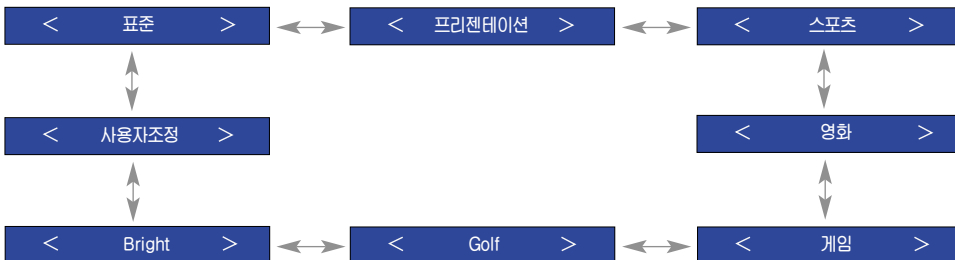 < 표준 >
< 프리젠테이션 >
< 스포츠 >
< 사용자조정 >
< 영화 >
< Bright >
< Golf >
< 게임 >